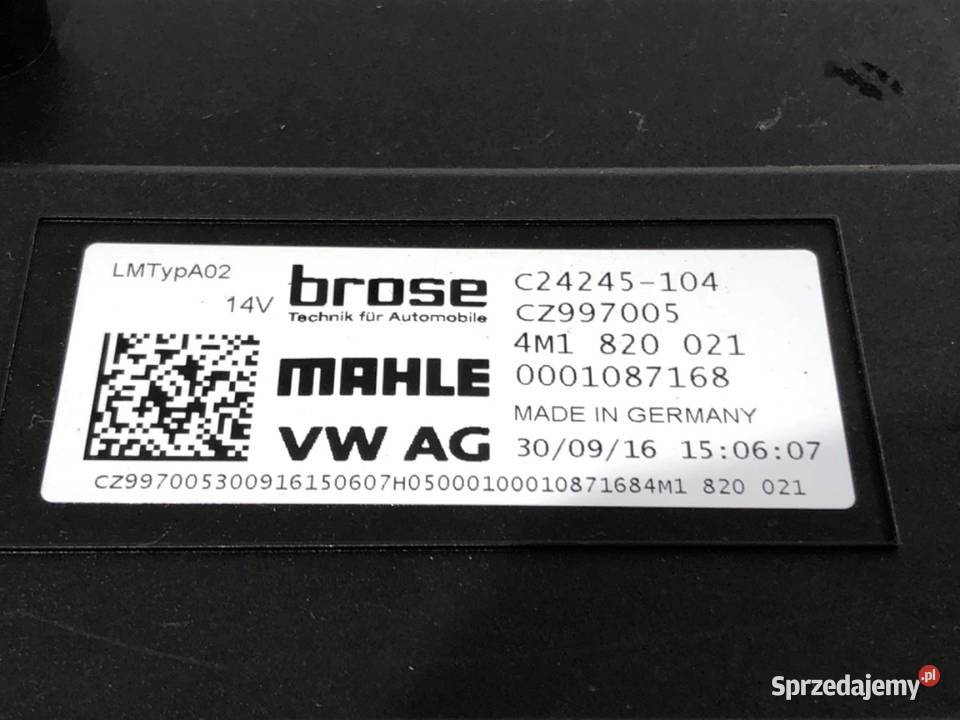 LMTypA02
14V
brose
Technik für Automobile
MAHLE
VW AG
C24245-104
CZ997005
4M1 820 021
0001087168
MADE IN GERMANY
30/09/16 15:06:07
CZ997005300916150607H05000100010871684M1 820 021
Sprzedajemy.pl